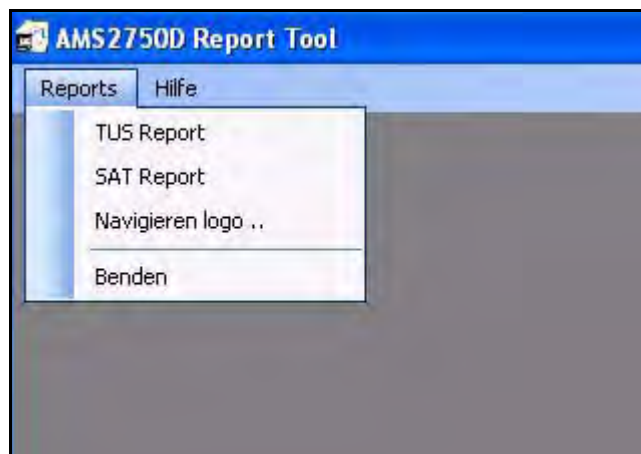 AMS2750D Report Tool
Reports Hilfe
TUS Report
SAT Report
Navigieren logo ..
Benden